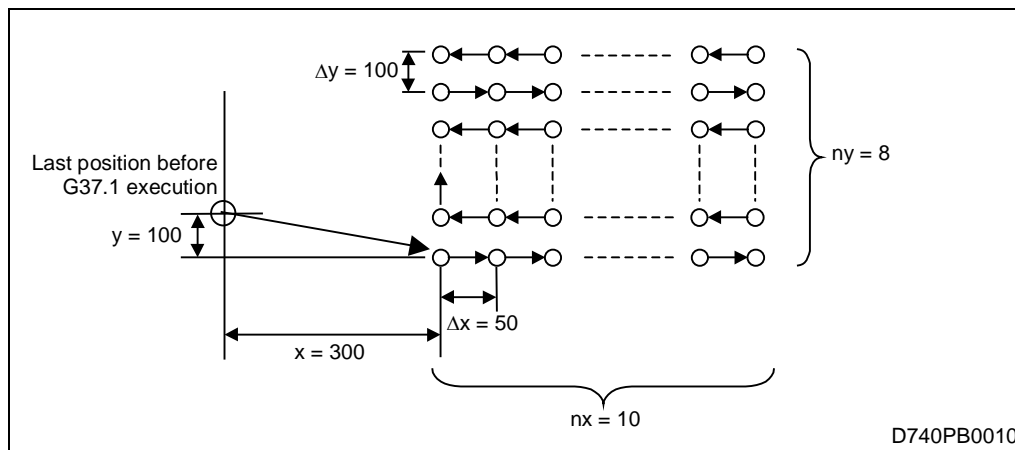 Δy = 100
Last position before
G37.1 execution
ny = 8
y = 100
Δx = 50
x = 300
nx = 10
D740PB0010